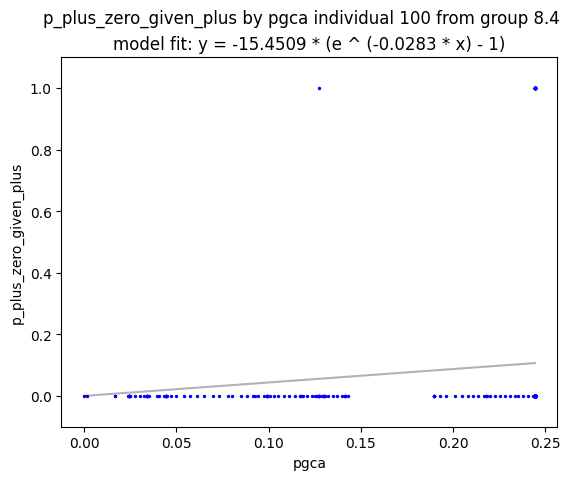 p_plus_zero_given_plus by pgca individual 100 from group 8.4
model fit: y = -15.4509 * (e ^ (-0.0283 * x) - 1)
p_plus_zero_given_plus
1.0
0.8
0.6
0.4
0.2
0.0
0.00 0.05 0.10 0.15 0.20 0.25
pgca